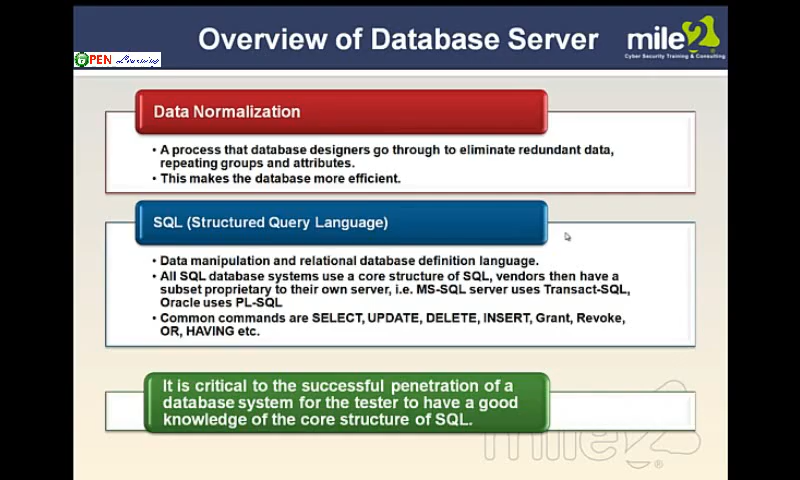 Overview of Database Server
mile2
Cyber Security Training & Consulting
OPEN Learning
Data Normalization
• A process that database designers go through to eliminate redundant data,
repeating groups and attributes.
• This makes the database more efficient.
SQL (Structured Query Language)
• Data manipulation and relational database definition language.
• All SQL database systems use a core structure of SQL, vendors then have a
subset proprietary to their own server, i.e. MS-SQL server uses Transact-SQL,
Oracle uses PL-SQL
• Common commands are SELECT, UPDATE, DELETE, INSERT, Grant, Revoke,
OR, HAVING etc.
It is critical to the successful penetration of a
database system for the tester to have a good
knowledge of the core structure of SQL.
mile2
®